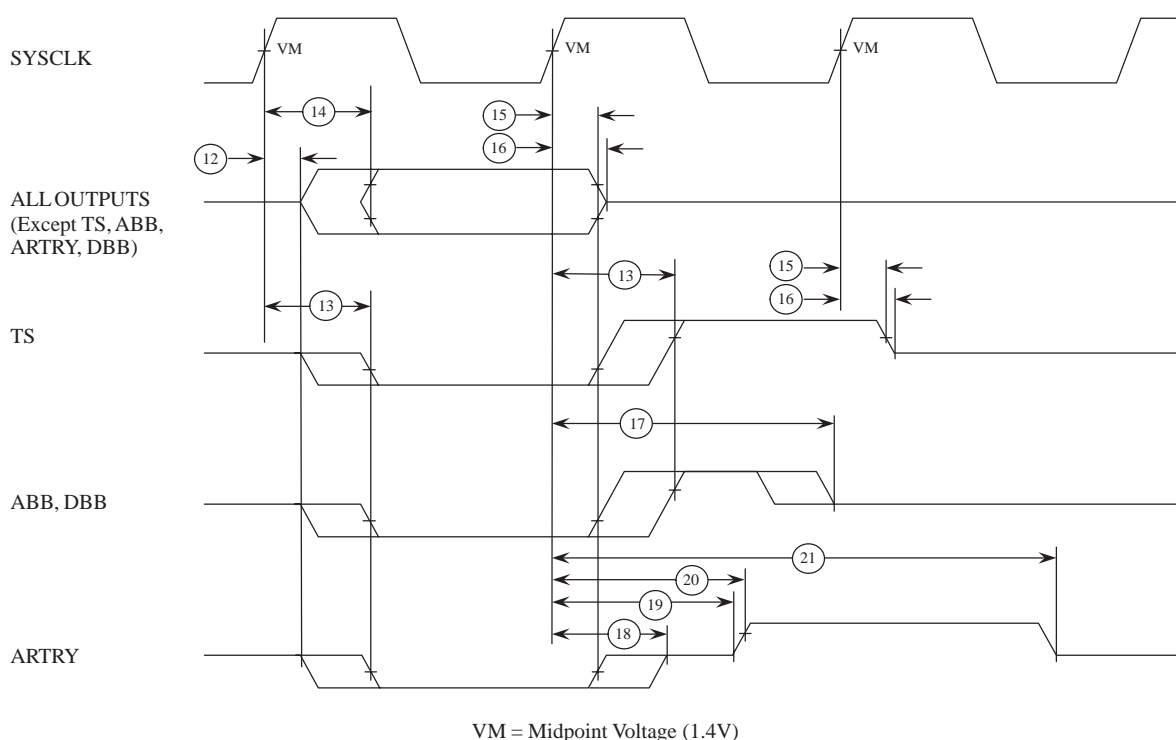 SYSCLK
VM
VM
VM
14
15
16
12
ALL OUTPUTS
(Except TS, ABB,
ARTRY, DBB)
13
15
16
13
TS
17
ABB, DBB
21
20
19
18
ARTRY
VM = Midpoint Voltage (1.4V)